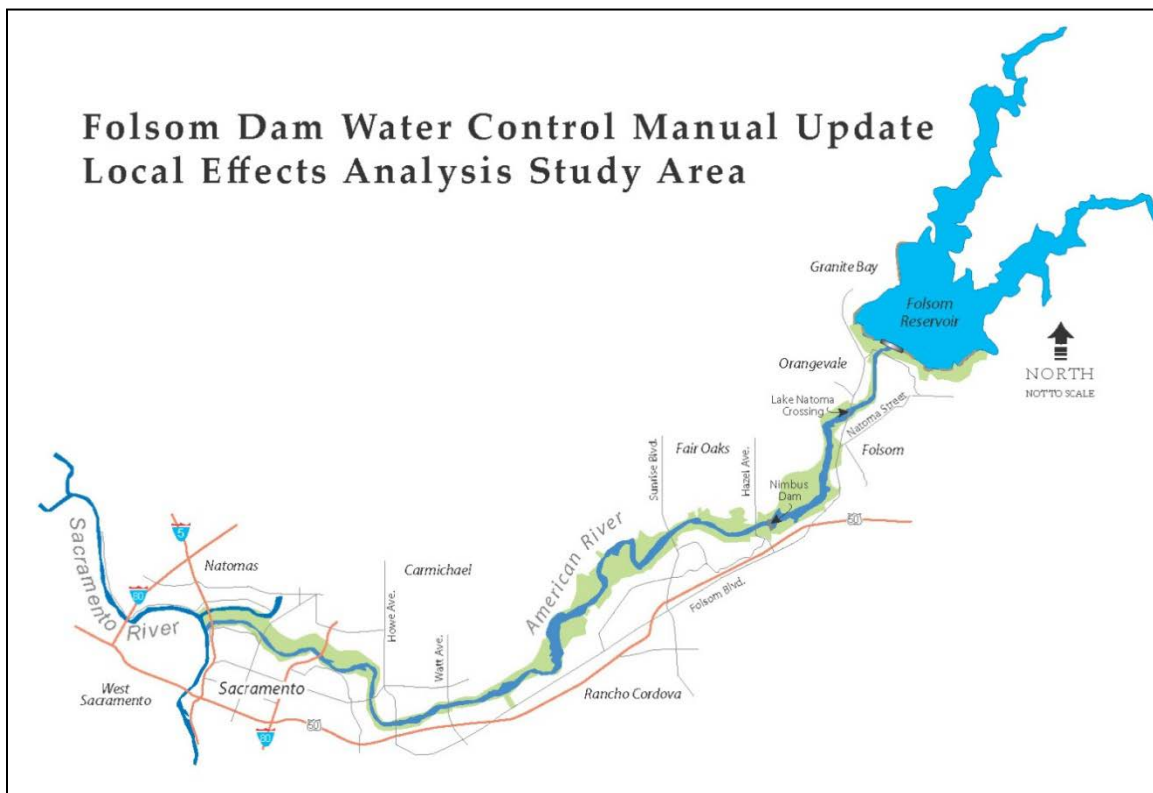 Folsom Dam Water Control Manual Update
Local Effects Analysis Study Area
Granite Bay
Folsom
Reservoir
NORTH
NOT TO SCALE
Orangevale
Lake Natoma
Crossing
Natoma Street
Folsom
Fair Oaks
Sunrise Blvd.
Hazel Ave.
Nimbus
Dam
50
American River
Folsom Blvd.
Rancho Cordova
Carmichael
Howe Ave.
Watt Ave.
Natomas
5
80
Sacramento
River
West
Sacramento
Sacramento
80
50